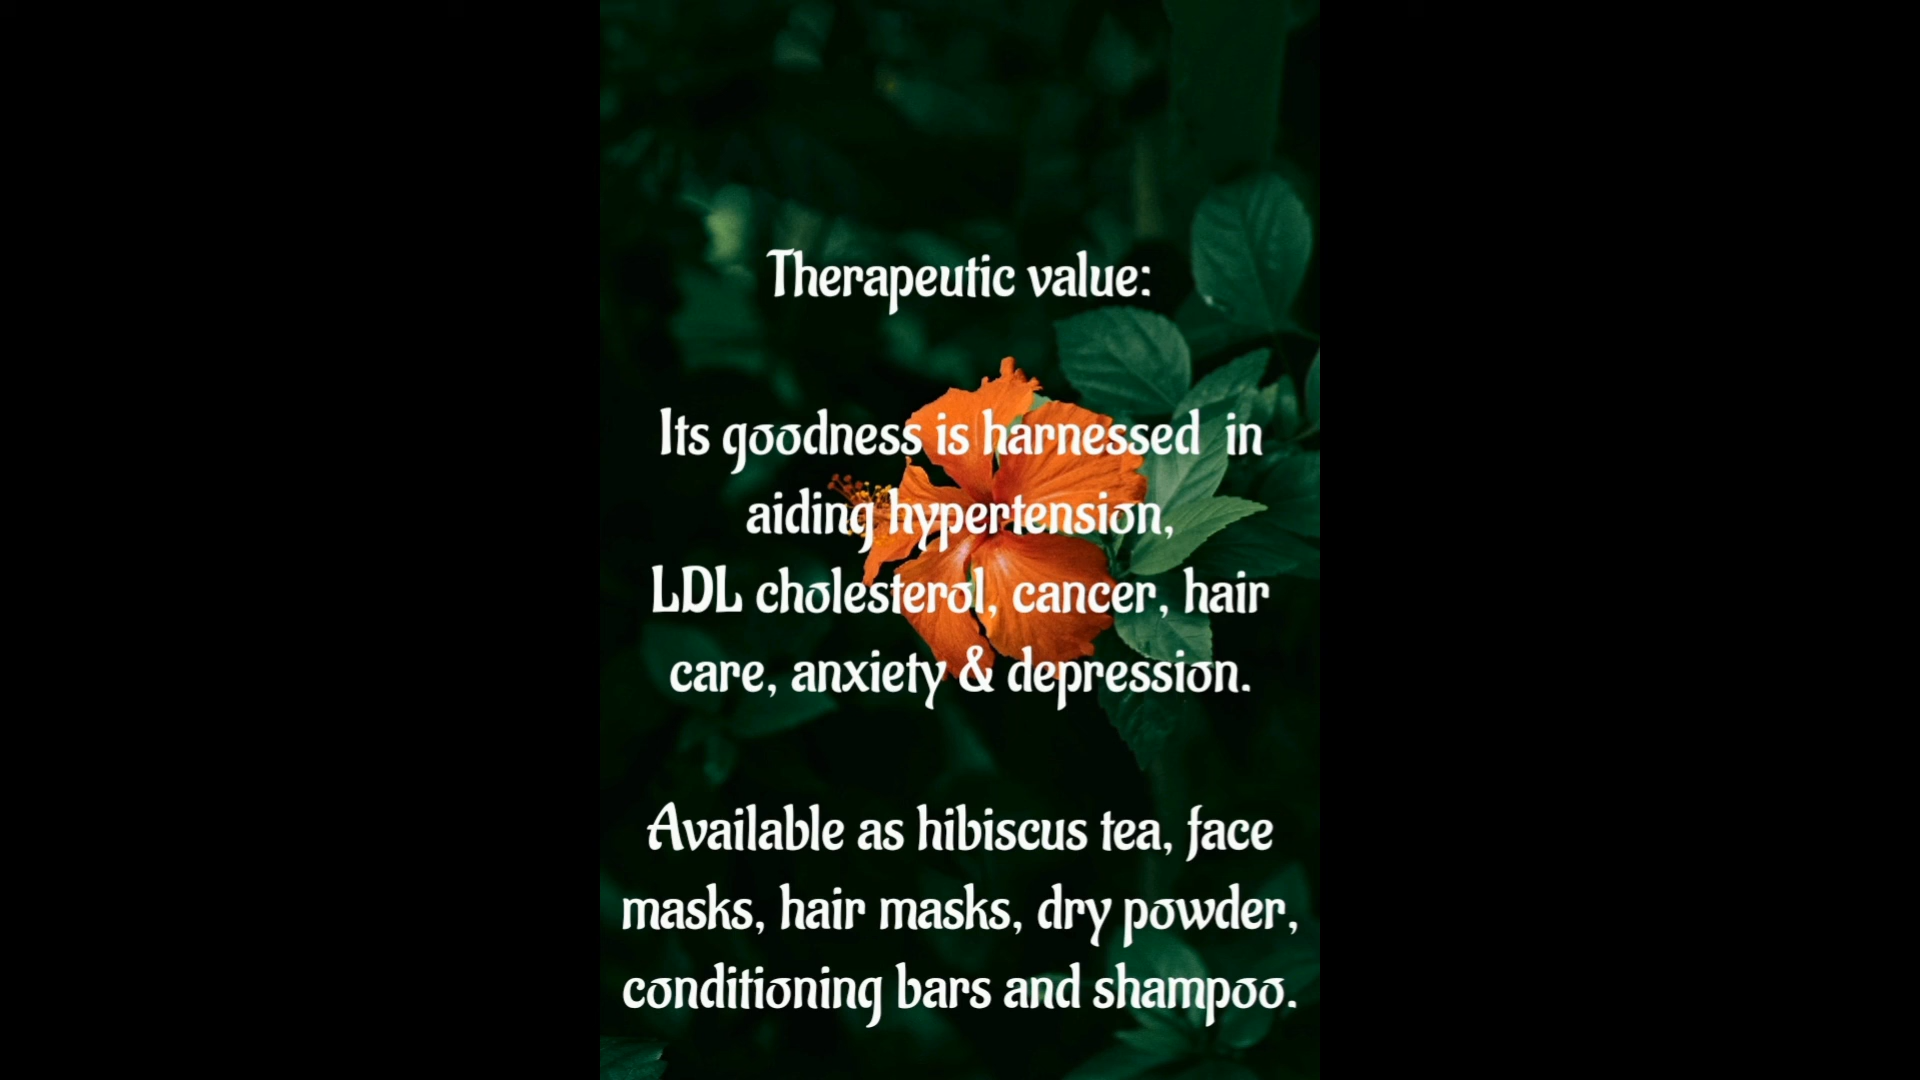 Therapeutic value:
Its goodness is harnessed in
aiding hypertension,
LDL cholesterol, cancer, hair
care, anxiety & depression.
Available as hibiscus tea, face
masks, hair masks, dry powder,
conditioning bars and shampoo.